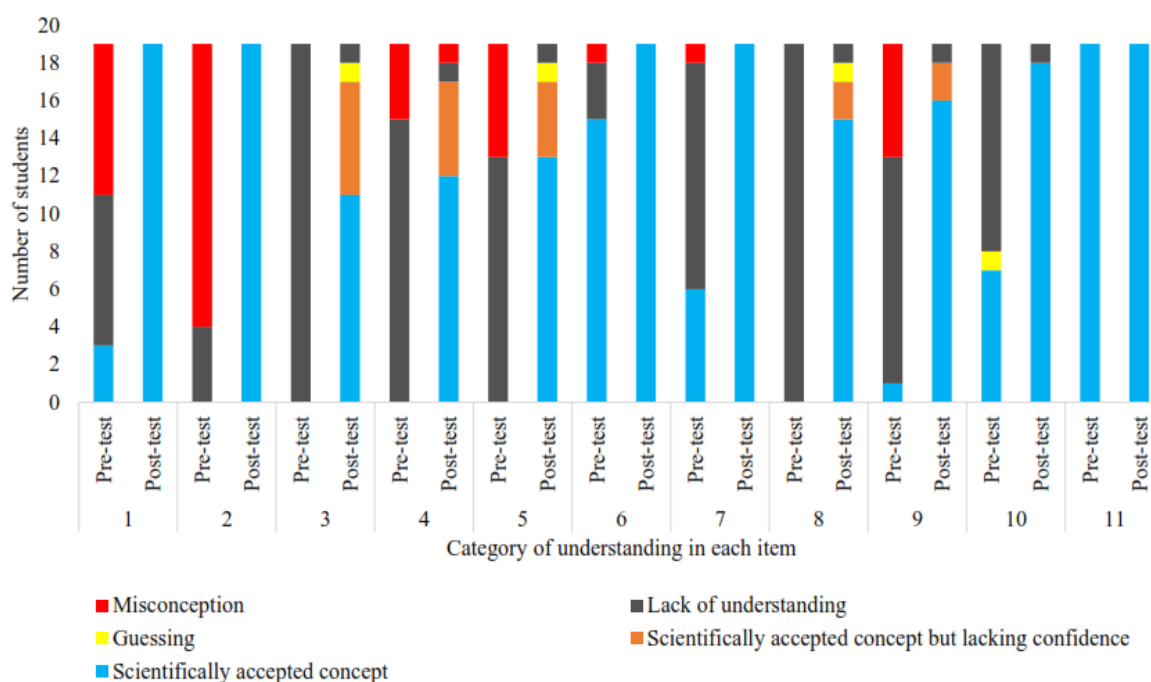 20
18
16
14
12
10
8
6
4
2
0
Number of students
Pre-test Post-test Pre-test Post-test Pre-test Post-test Pre-test Post-test Pre-test Post-test Pre-test Post-test Pre-test Post-test Pre-test Post-test Pre-test Post-test Pre-test Post-test Pre-test Post-test
1 2 3 4 5 6 7 8 9 10 11
Category of understanding in each item
Misconception
Lack of understanding
Guessing
Scientifically accepted concept but lacking confidence
Scientifically accepted concept